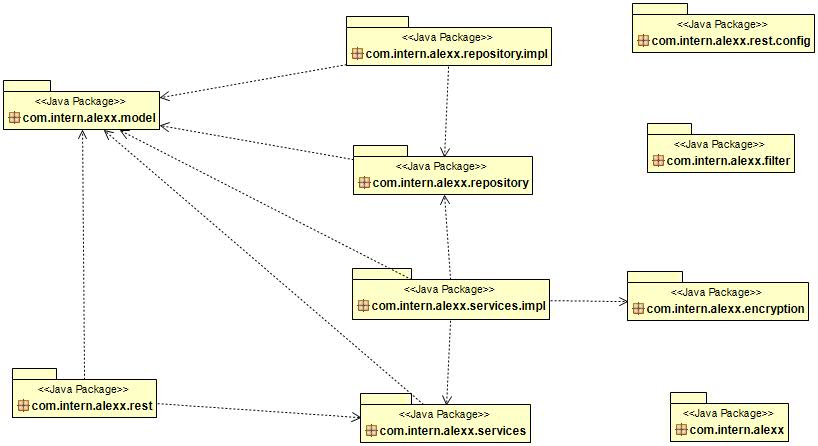 <<Java Package>>
com.intern.alexx.repository.impl
<<Java Package>>
com.intern.alexx.rest.config
<<Java Package>>
com.intern.alexx.model
<<Java Package>>
com.intern.alexx.filter
<<Java Package>>
com.intern.alexx.repository
<<Java Package>>
com.intern.alexx.services.impl
<<Java Package>>
com.intern.alexx.encryption
<<Java Package>>
com.intern.alexx.rest
<<Java Package>>
com.intern.alexx.services
<<Java Package>>
com.intern.alexx